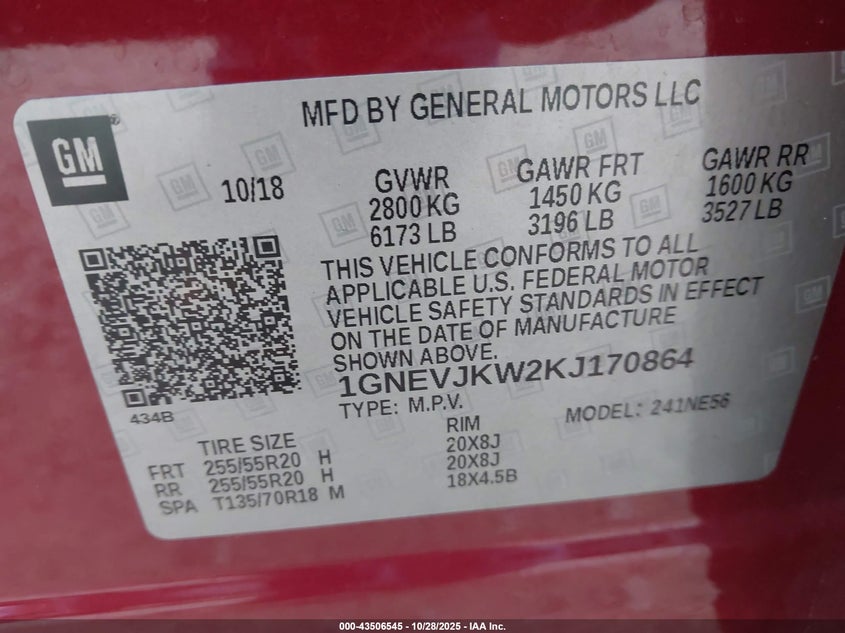 MFD BY GENERAL MOTORS LLC
GM
10/18
GVWR GAWR FRT GAWR RR
2800 KG 1450 KG 1600 KG
6173 LB 3196 LB 3527 LB
THIS VEHICLE CONFORMS TO ALL
APPLICABLE U.S. FEDERAL MOTOR
VEHICLE SAFETY STANDARDS IN EFFECT
ON THE DATE OF MANUFACTURE
SHOWN ABOVE.
1GNEVJKW2KJ170864
TYPE: M.P.V. MODEL: 241NE56
434B
TIRE SIZE RIM
FRT 255/55R20 H 20X8J
RR 255/55R20 H 20X8J
SPA T135/70R18 M 18X4.5B
000-43506545 | 10/28/2025 - IAA Inc.